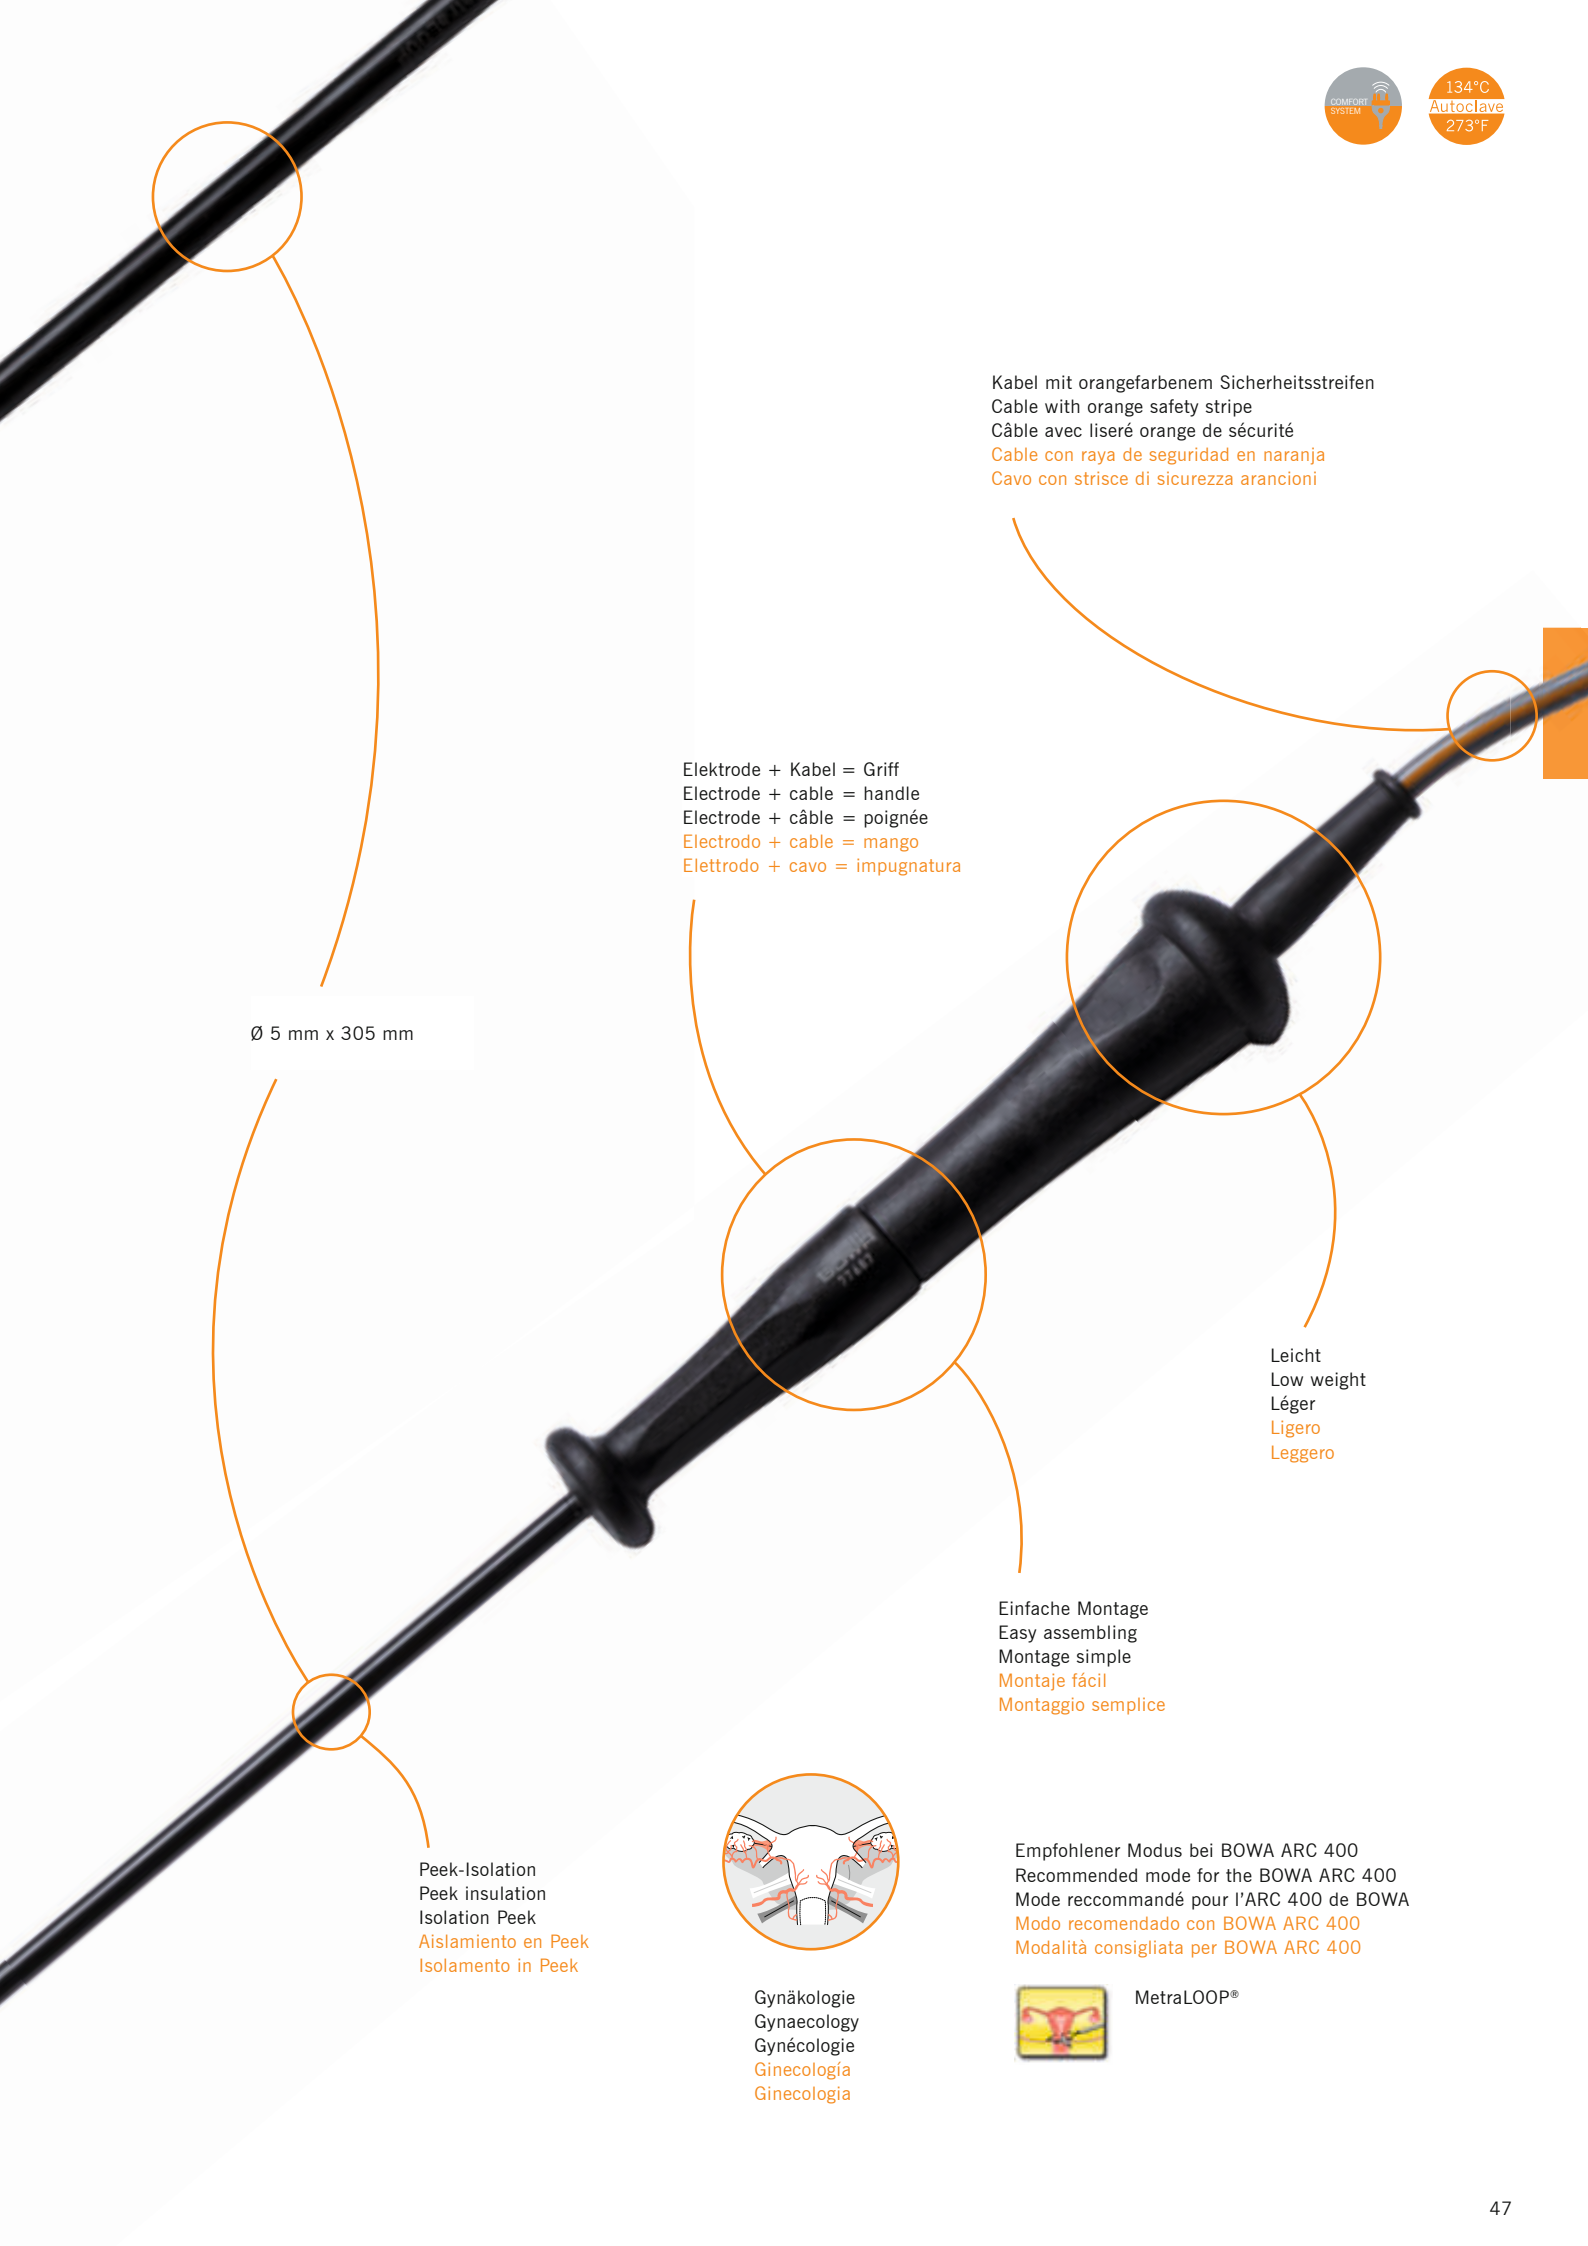 COMFORT
SYSTEM
134°C
Autoclave
273°F
Kabel mit orangefarbenem Sicherheitsstreifen
Cable with orange safety stripe
Câble avec liseré orange de sécurité
Cable con raya de seguridad en naranja
Cavo con strisce di sicurezza arancioni
Elektrode + Kabel = Griff
Electrode + cable = handle
Electrode + câble = poignée
Electrodo + cable = mango
Elettrodo + cavo = impugnatura
Ø 5 mm x 305 mm
BOWA
Leicht
Low weight
Léger
Ligero
Leggero
Einfache Montage
Easy assembling
Montage simple
Montaje fácil
Montaggio semplice
Peek-Isolation
Peek insulation
Isolation Peek
Aislamiento en Peek
Isolamento in Peek
Empfohlener Modus bei BOWA ARC 400
Recommended mode for the BOWA ARC 400
Mode reccommandé pour l’ARC 400 de BOWA
Modo recomendado con BOWA ARC 400
Modalità consigliata per BOWA ARC 400
MetraLOOP®
Gynäkologie
Gynaecology
Gynécologie
Ginecología
Ginecologia
47